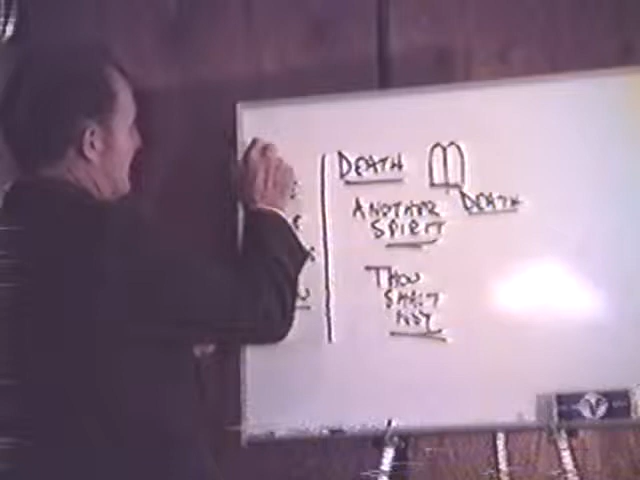 DEATH
DEATH
ANOTHER
SPIRIT
THOU
SHALT
NOT